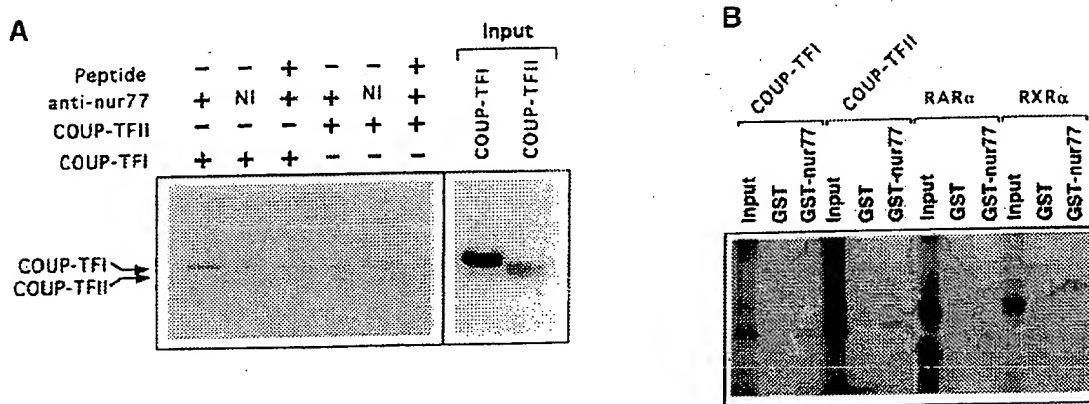 A
Input
Peptide - - + - - +
anti-nur77 + NI + + NI +
COUP-TFII - - - + + +
COUP-TFI + + + - - -
COUP-TFI
COUP-TFII
COUP-TFI
COUP-TFII
B
COUP-TFI
COUP-TFII
RARα
RXRα
Input
GST
GST-nur77
Input
GST
GST-nur77
Input
GST
GST-nur77
Input
GST
GST-nur77